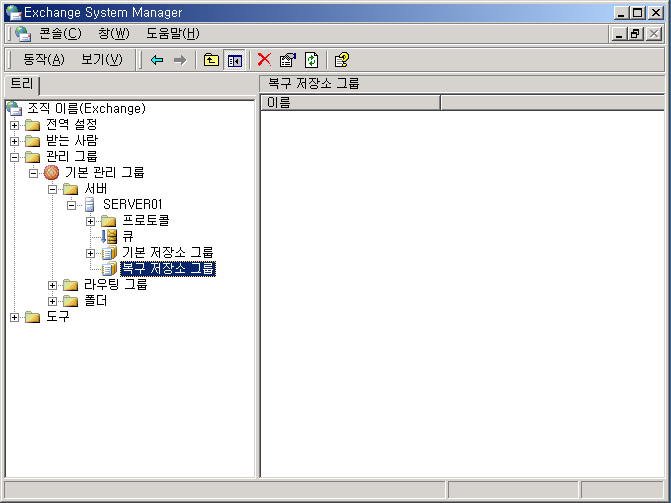 Exchange System Manager
콘솔(C) 창(W) 도움말(H)
동작(A) 보기(V)
트리
복구 저장소 그룹
이름
조직 이름(Exchange)
전역 설정
받는 사람
관리 그룹
기본 관리 그룹
서버
SERVER01
프로토콜
큐
기본 저장소 그룹
복구 저장소 그룹
라우팅 그룹
폴더
도구